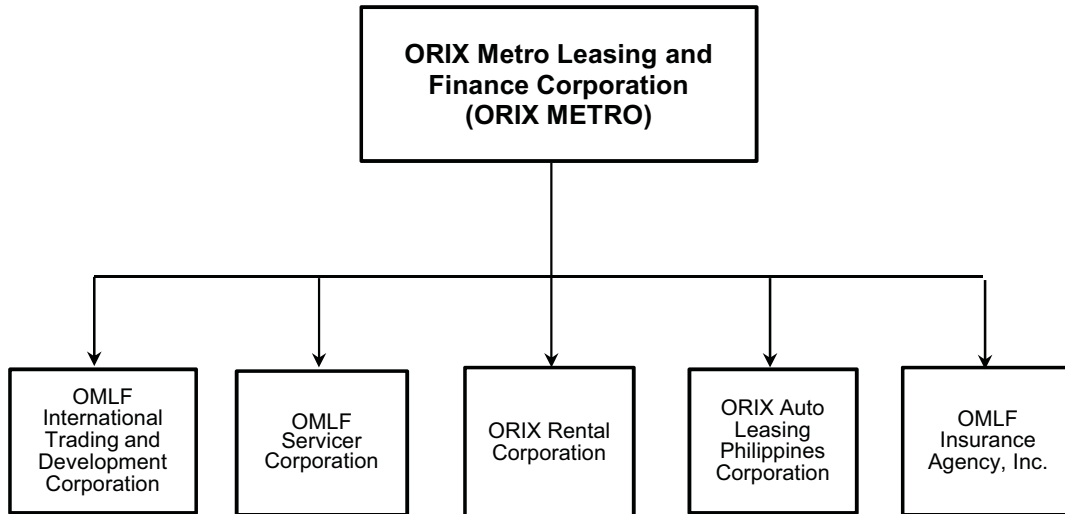 ORIX Metro Leasing and
Finance Corporation
(ORIX METRO)
OMLF
International
Trading and
Development
Corporation
OMLF
Servicer
Corporation
ORIX Rental
Corporation
ORIX Auto
Leasing
Philippines
Corporation
OMLF
Insurance
Agency, Inc.